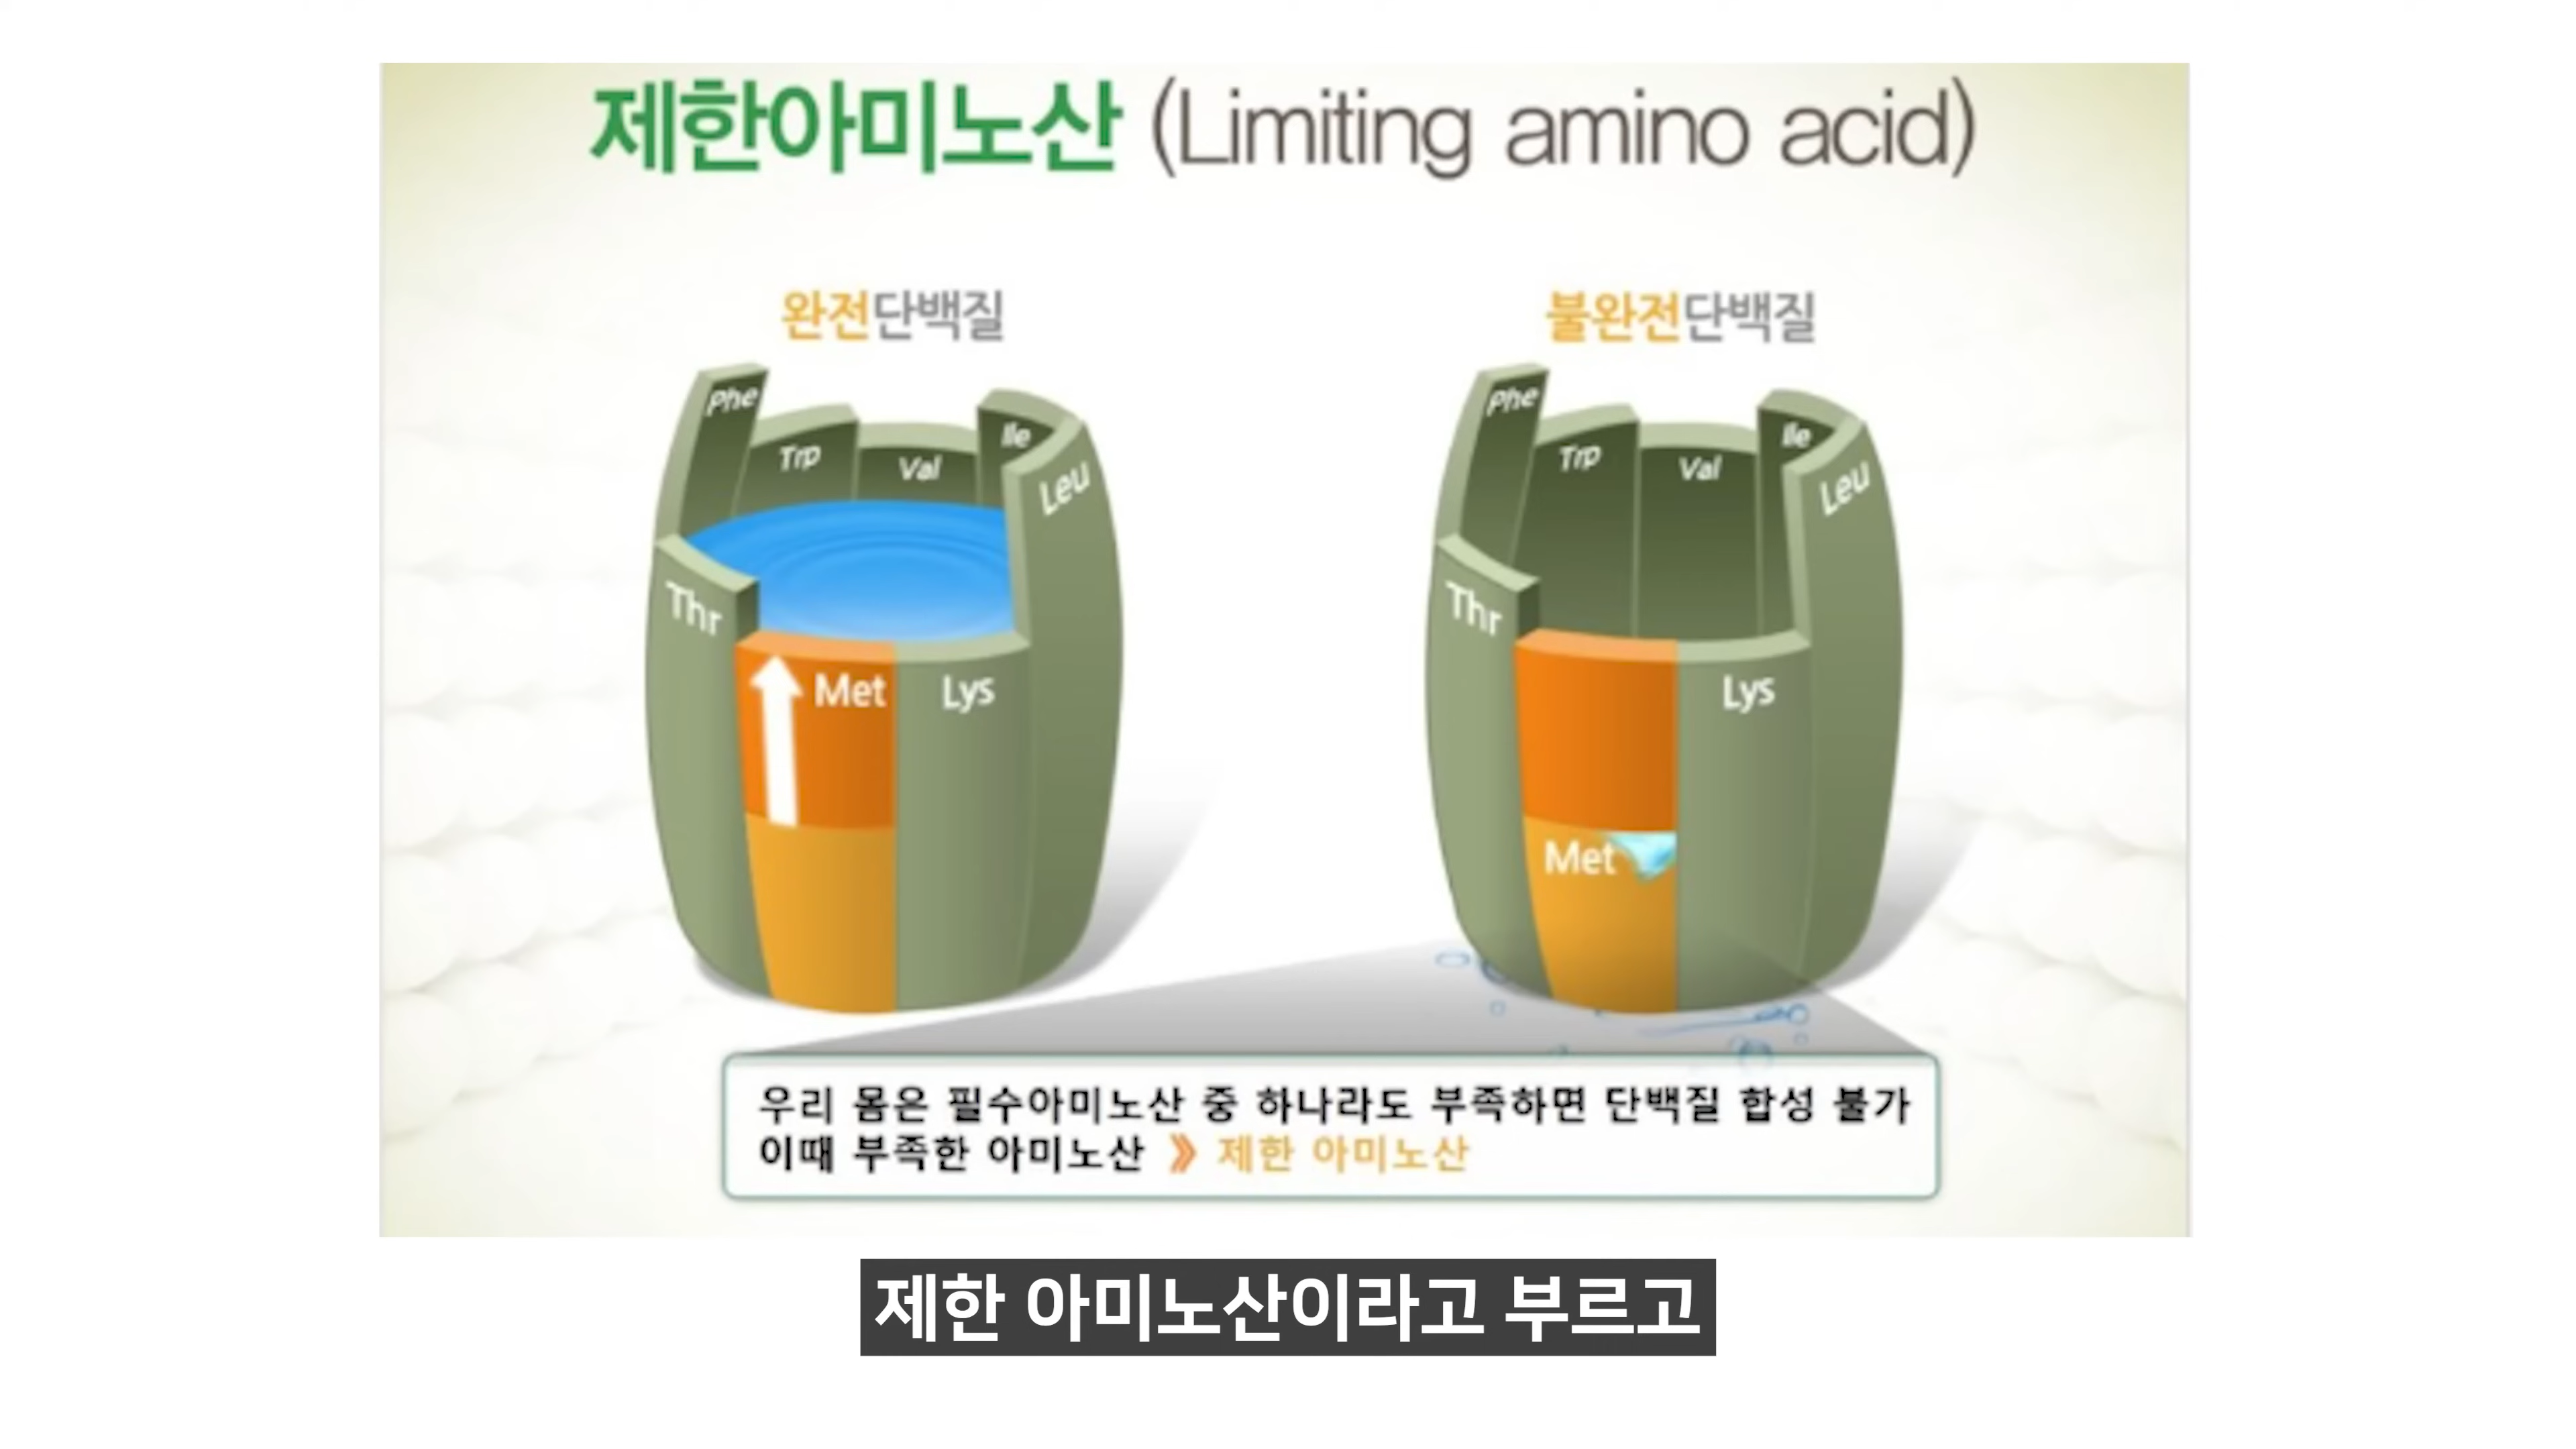 제한아미노산 (Limiting amino acid)
완전단백질
불완전단백질
Phe
Trp
Val
Ile
Leu
Thr
Met
Lys
Phe
Trp
Val
Ile
Leu
Thr
Lys
Met
우리 몸은 필수아미노산 중 하나라도 부족하면 단백질 합성 불가
이때 부족한 아미노산 》 제한 아미노산
제한 아미노산이라고 부르고